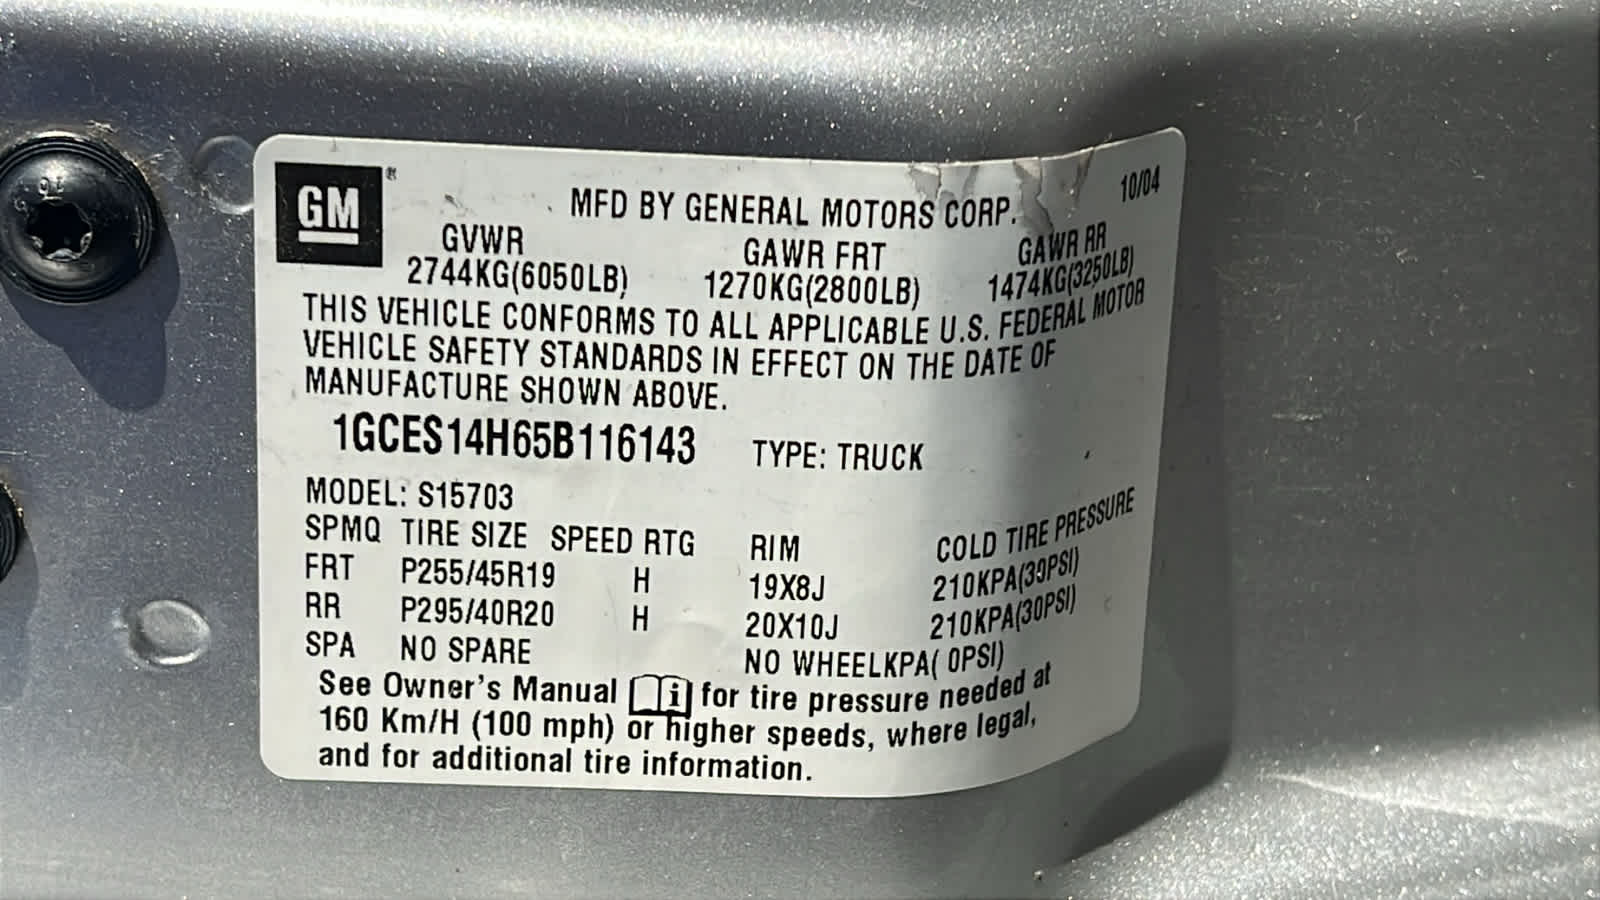 GM ®
MFD BY GENERAL MOTORS CORP. 10/04
GVWR GAWR FRT GAWR RR
2744KG(6050LB) 1270KG(2800LB) 1474KG(3250LB)
THIS VEHICLE CONFORMS TO ALL APPLICABLE U.S. FEDERAL MOTOR
VEHICLE SAFETY STANDARDS IN EFFECT ON THE DATE OF
MANUFACTURE SHOWN ABOVE.
1GCES14H65B116143 TYPE: TRUCK
MODEL: S15703
SPMQ TIRE SIZE SPEED RTG RIM COLD TIRE PRESSURE
FRT P255/45R19 H 19X8J 210KPA(30PSI)
RR P295/40R20 H 20X10J 210KPA(30PSI)
SPA NO SPARE NO WHEELKPA( 0PSI)
See Owner's Manual i for tire pressure needed at
160 Km/H (100 mph) or higher speeds, where legal,
and for additional tire information.